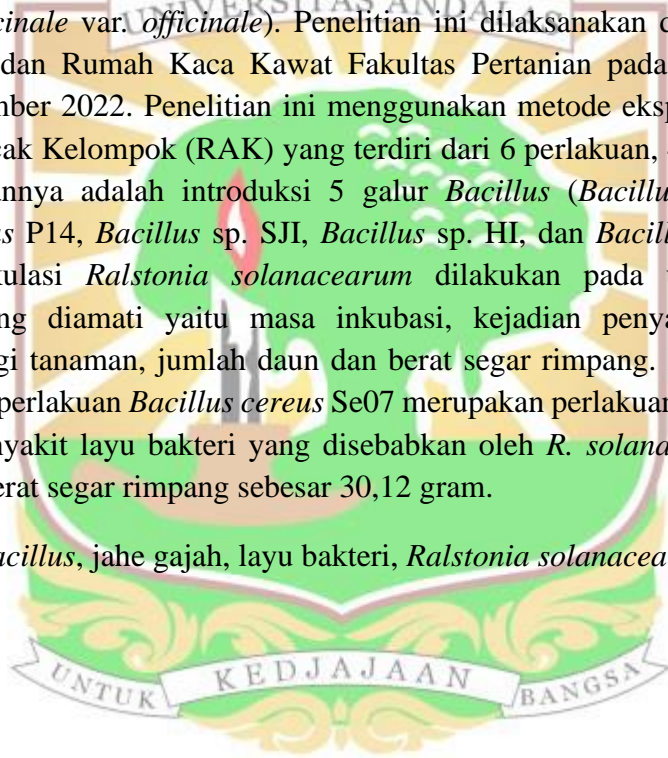 UNIVERSITAS ANDALAS
cinale var. officinale). Penelitian ini dilaksanakan d
dan Rumah Kaca Kawat Fakultas Pertanian pada
mber 2022. Penelitian ini menggunakan metode eksp
cak Kelompok (RAK) yang terdiri dari 6 perlakuan,
nnya adalah introduksi 5 galur Bacillus (Bacillu
us P14, Bacillus sp. SJI, Bacillus sp. HI, dan Bacill
kulasi Ralstonia solanacearum dilakukan pada
ng diamati yaitu masa inkubasi, kejadian penya
gi tanaman, jumlah daun dan berat segar rimpang.
perlakuan Bacillus cereus Se07 merupakan perlakuan
nyakit layu bakteri yang disebabkan oleh R. solana
erat segar rimpang sebesar 30,12 gram.
acillus, jahe gajah, layu bakteri, Ralstonia solanacea
UNTUK KEDJAJAAN BANGSA